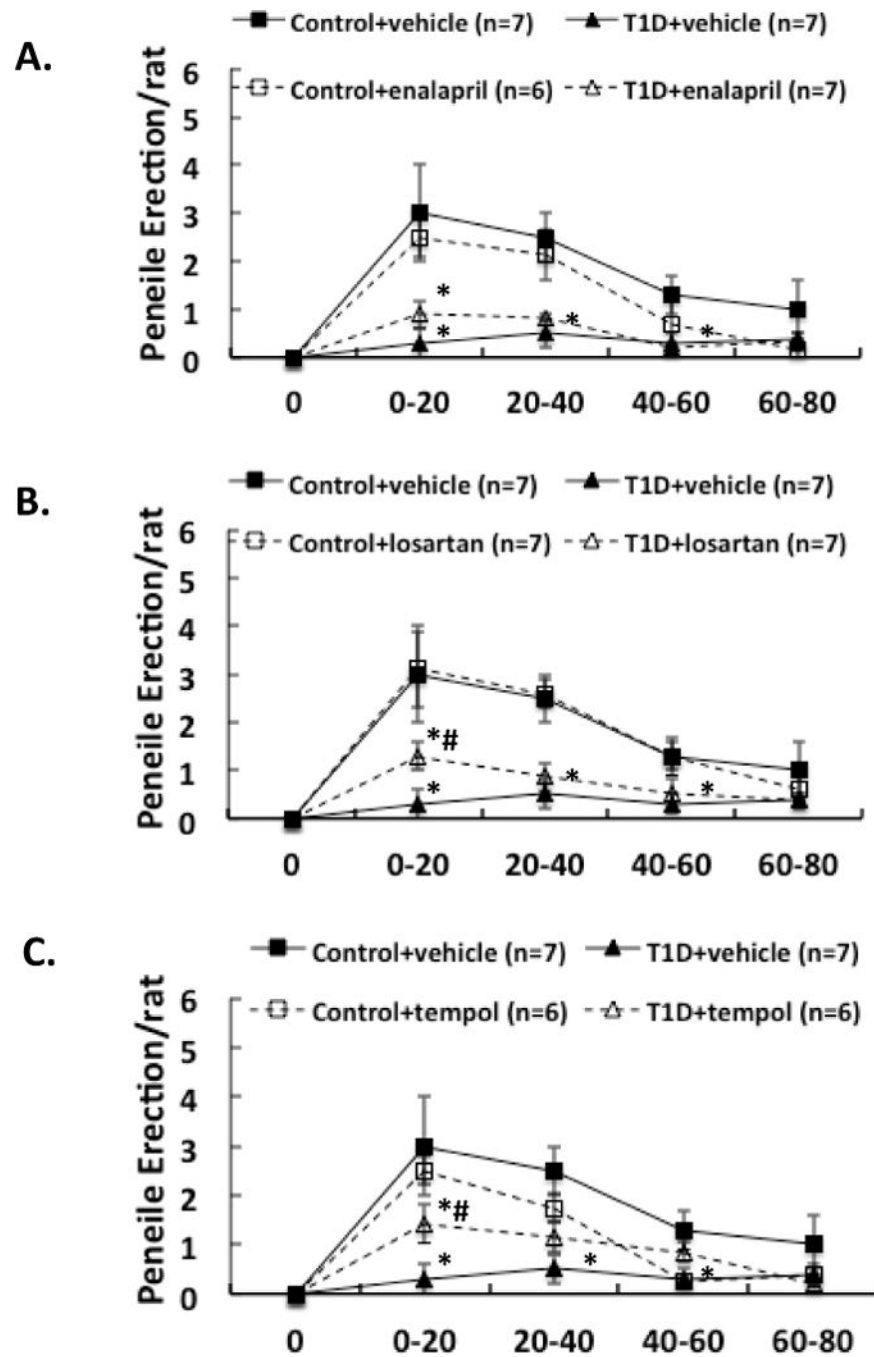 A.
Control+vehicle (n=7) T1D+vehicle (n=7)
Control+enalapril (n=6) T1D+enalapril (n=7)
Peneile Erection/rat
6
5
4
3
2
1
0
*
*
*
*
0 0-20 20-40 40-60 60-80
B.
Control+vehicle (n=7) T1D+vehicle (n=7)
Control+losartan (n=7) T1D+losartan (n=7)
Peneile Erection/rat
6
5
4
3
2
1
0
*#
*
*
*
0 0-20 20-40 40-60 60-80
C.
Control+vehicle (n=7) T1D+vehicle (n=7)
Control+tempol (n=6) T1D+tempol (n=6)
Peneile Erection/rat
6
5
4
3
2
1
0
*#
*
*
*
0 0-20 20-40 40-60 60-80